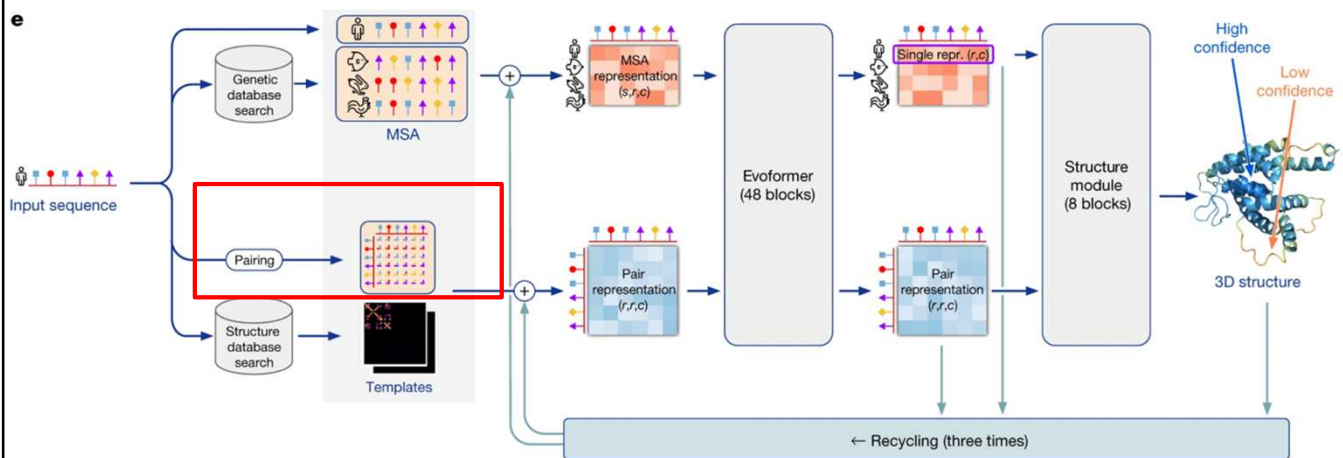 e
Genetic
database
search
MSA
Input sequence
Pairing
Structure
database
search
Templates
+
+
MSA
representation
(s,r,c)
Pair
representation
(r,r,c)
Evoformer
(48 blocks)
Single repr. (r,c)
Pair
representation
(r,r,c)
Structure
module
(8 blocks)
High
confidence
Low
confidence
3D structure
← Recycling (three times)